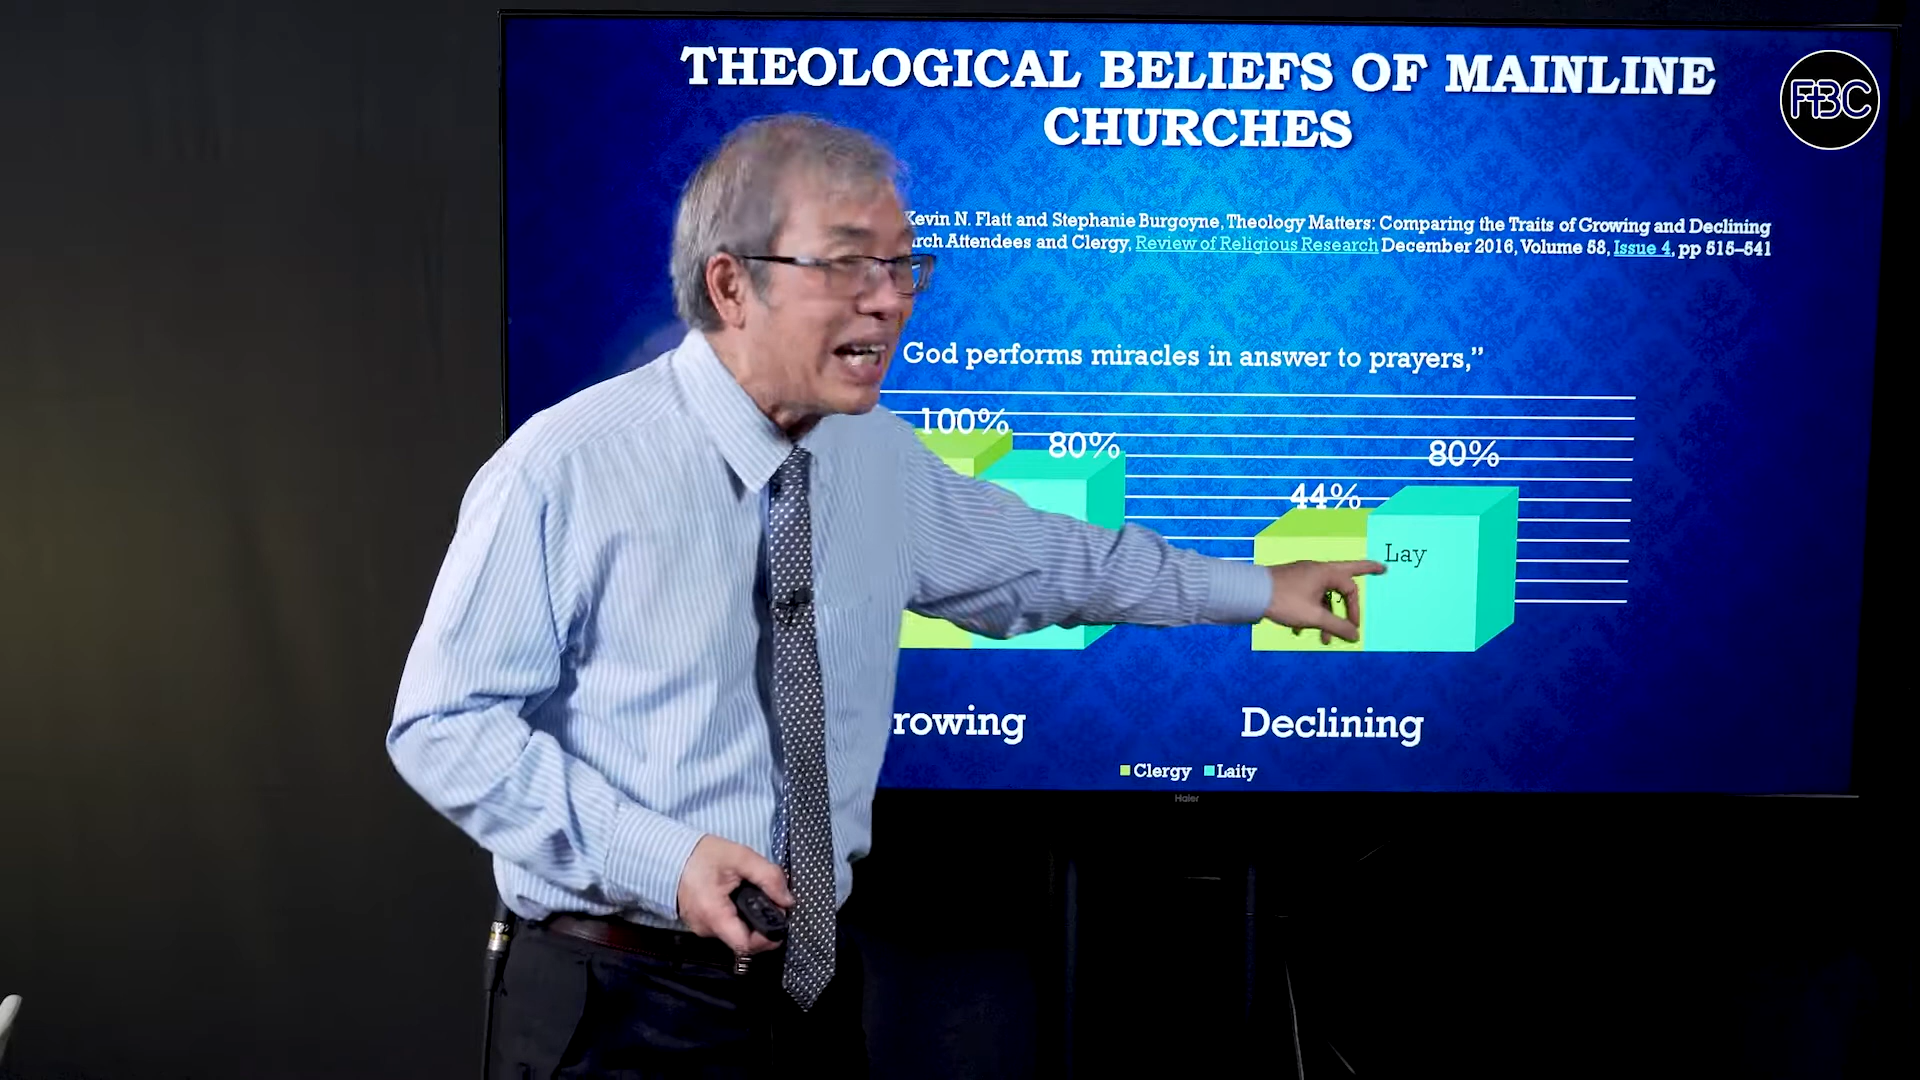 THEOLOGICAL BELIEFS OF MAINLINE
CHURCHES
FBC
Kevin N. Flatt and Stephanie Burgoyne, Theology Matters: Comparing the Traits of Growing and Declining
Attendees and Clergy, Review of Religious Research December 2016, Volume 58, Issue 4, pp 515–541
God performs miracles in answer to prayers,”
100%
80%
44%
80%
Lay
rowing
Declining
Clergy
Laity
Haier